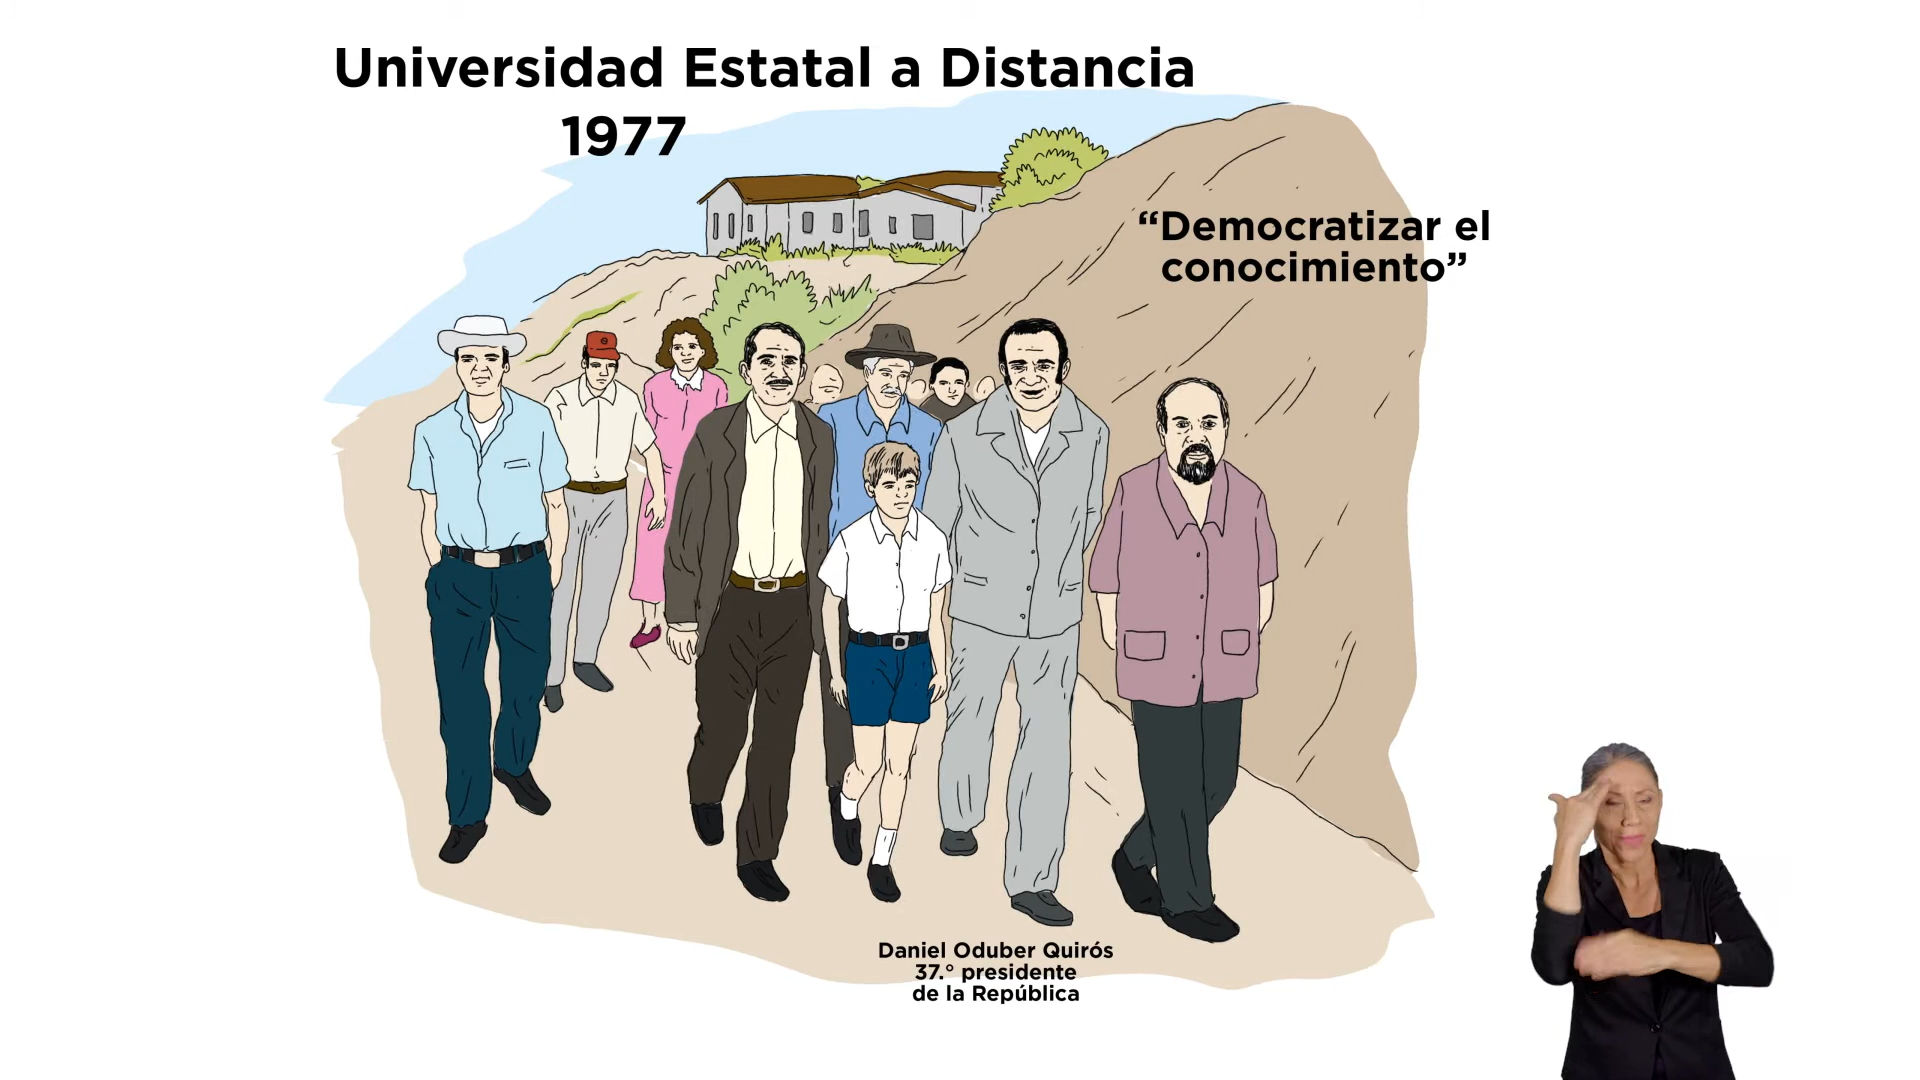 Universidad Estatal a Distancia
1977
“Democratizar el
conocimiento”
Daniel Oduber Quirós
37.° presidente
de la República